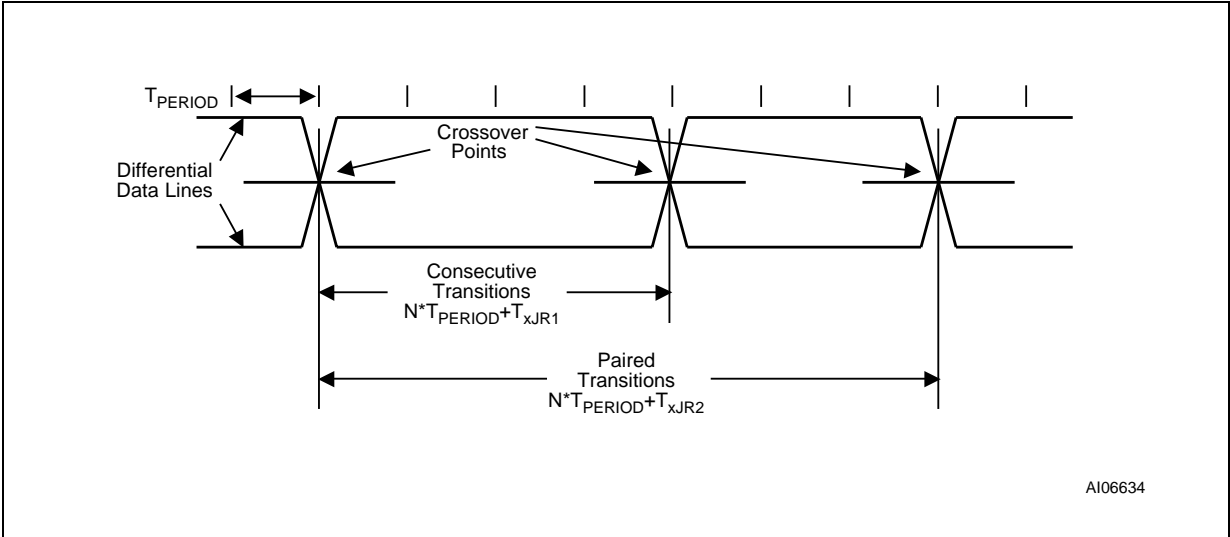 TPERIOD
Crossover
Points
Differential
Data Lines
Consecutive
Transitions
N*TPERIOD+TxJR1
Paired
Transitions
N*TPERIOD+TxJR2
AI06634